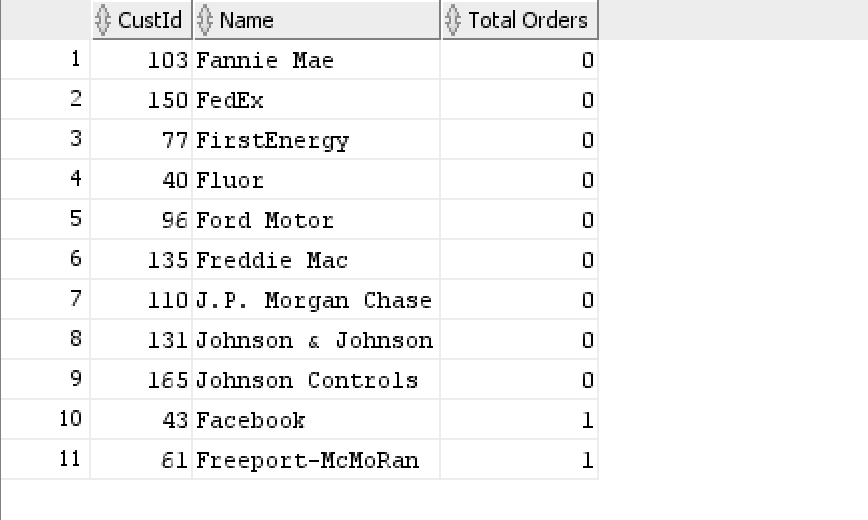 CustId Name Total Orders
1 103 Fannie Mae 0
2 150 FedEx 0
3 77 FirstEnergy 0
4 40 Fluor 0
5 96 Ford Motor 0
6 135 Freddie Mac 0
7 110 J.P. Morgan Chase 0
8 131 Johnson & Johnson 0
9 165 Johnson Controls 0
10 43 Facebook 1
11 61 Freeport-McMoRan 1